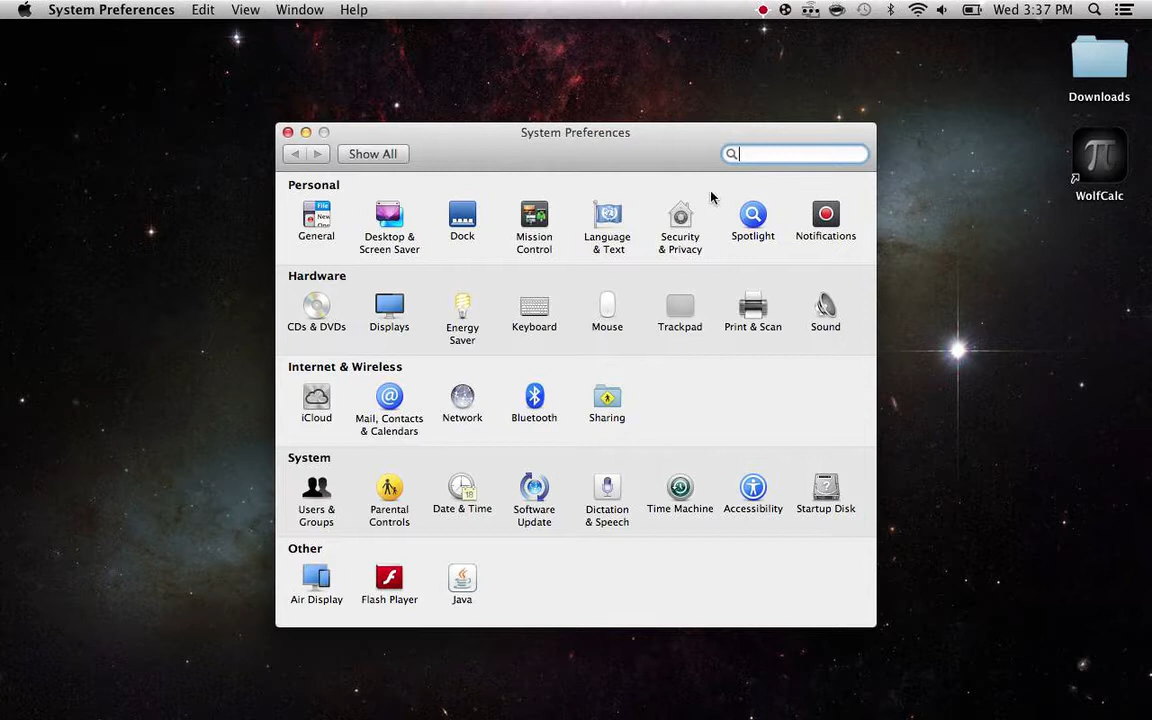 System Preferences Edit View Window Help Wed 3:37 PM
Downloads
WolfCalc
System Preferences
Show All
Personal
General
Desktop &
Screen Saver
Dock
Mission
Control
Language
& Text
Security
& Privacy
Spotlight
Notifications
Hardware
CDs & DVDs
Displays
Energy
Saver
Keyboard
Mouse
Trackpad
Print & Scan
Sound
Internet & Wireless
iCloud
Mail, Contacts
& Calendars
Network
Bluetooth
Sharing
System
Users &
Groups
Parental
Controls
Date & Time
Software
Update
Dictation
& Speech
Time Machine
Accessibility
Startup Disk
Other
Air Display
Flash Player
Java